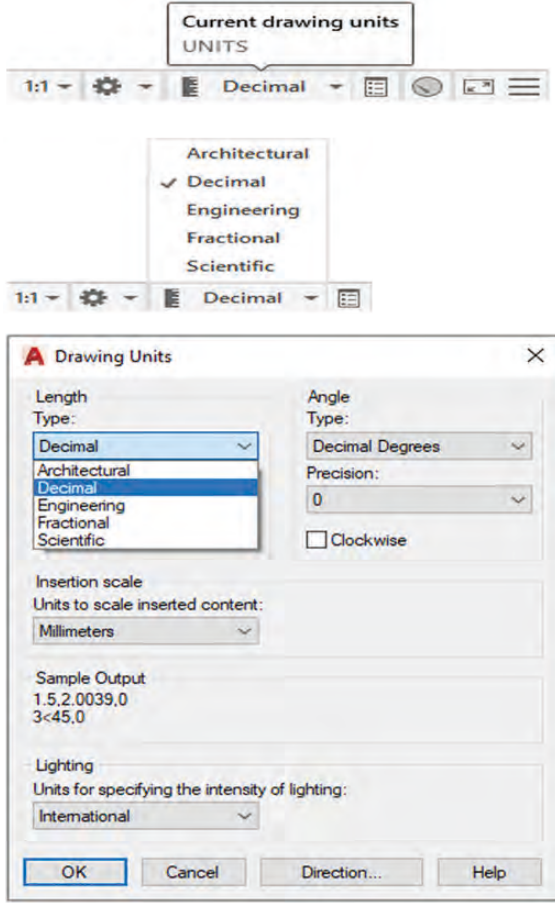 Current drawing units
UNITS
1:1 Decimal
Architectural
Decimal
Engineering
Fractional
Scientific
1:1 Decimal
A Drawing Units
Length
Type:
Decimal
Architectural
Decimal
Engineering
Fractional
Scientific
Angle
Type:
Decimal Degrees
Precision:
0
Clockwise
Insertion scale
Units to scale inserted content:
Millimeters
Sample Output
1.5,2.0039,0
3<45,0
Lighting
Units for specifying the intensity of lighting:
International
OK Cancel Direction... Help